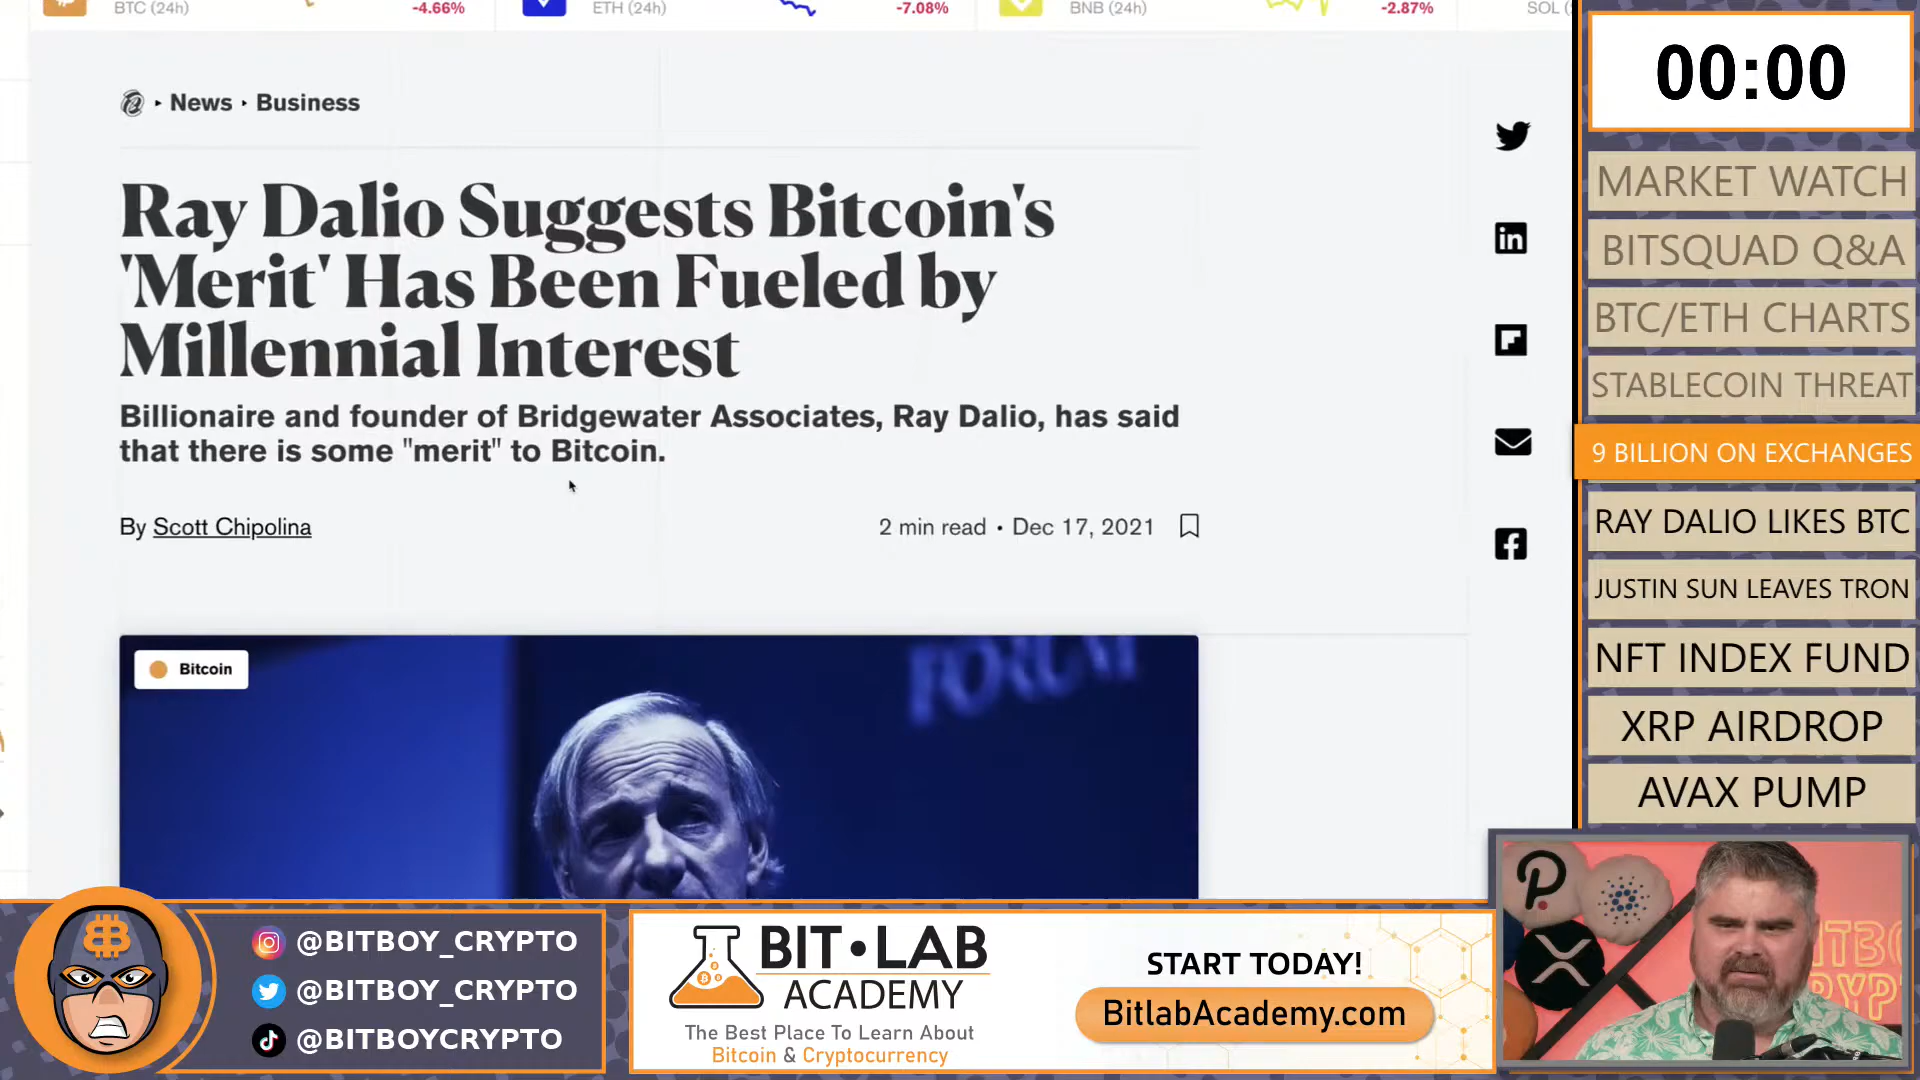 BTC (24h)
-4.66%
ETH (24h)
-7.08%
BNB (24h)
-2.87%
SOL
News
Business
Ray Dalio Suggests Bitcoin's
'Merit' Has Been Fueled by
Millennial Interest
Billionaire and founder of Bridgewater Associates, Ray Dalio, has said
that there is some "merit" to Bitcoin.
By Scott Chipolina
2 min read • Dec 17, 2021
Bitcoin
FORUM
00:00
MARKET WATCH
BITSQUAD Q&A
BTC/ETH CHARTS
STABLECOIN THREAT
9 BILLION ON EXCHANGES
RAY DALIO LIKES BTC
JUSTIN SUN LEAVES TRON
NFT INDEX FUND
XRP AIRDROP
AVAX PUMP
@BITBOY_CRYPTO
@BITBOY_CRYPTO
@BITBOYCRYPTO
BIT•LAB
ACADEMY
The Best Place To Learn About
Bitcoin & Cryptocurrency
START TODAY!
BitlabAcademy.com